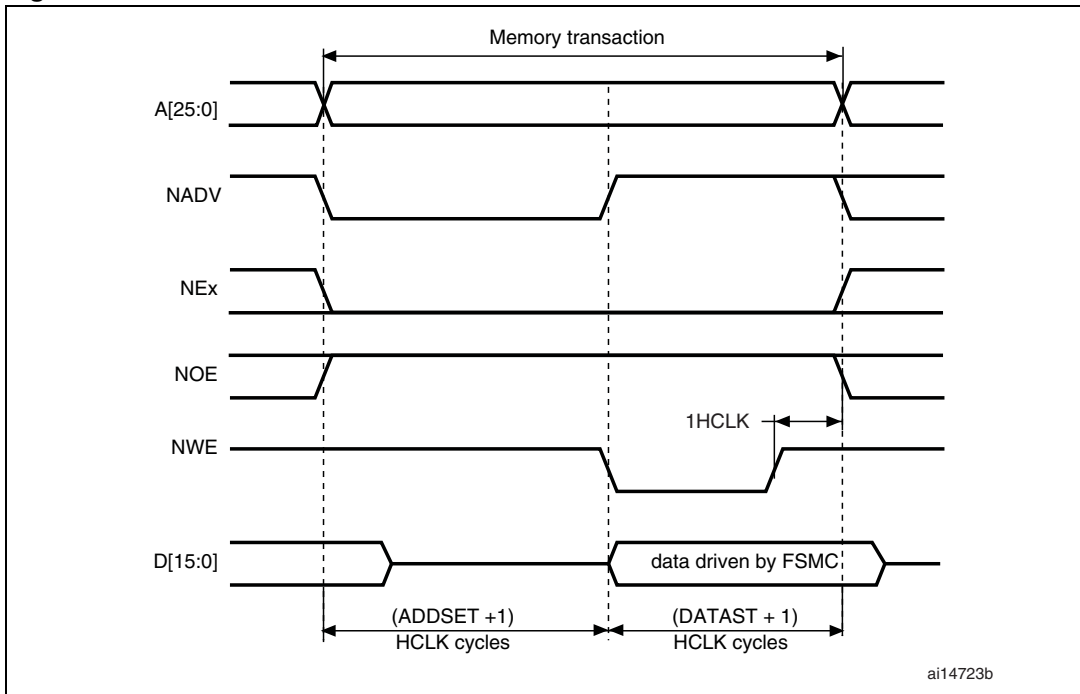 Memory transaction
A[25:0]
NADV
NEx
NOE
1HCLK
NWE
D[15:0]
data driven by FSMC
(ADDSET +1)
HCLK cycles
(DATAST + 1)
HCLK cycles
ai14723b